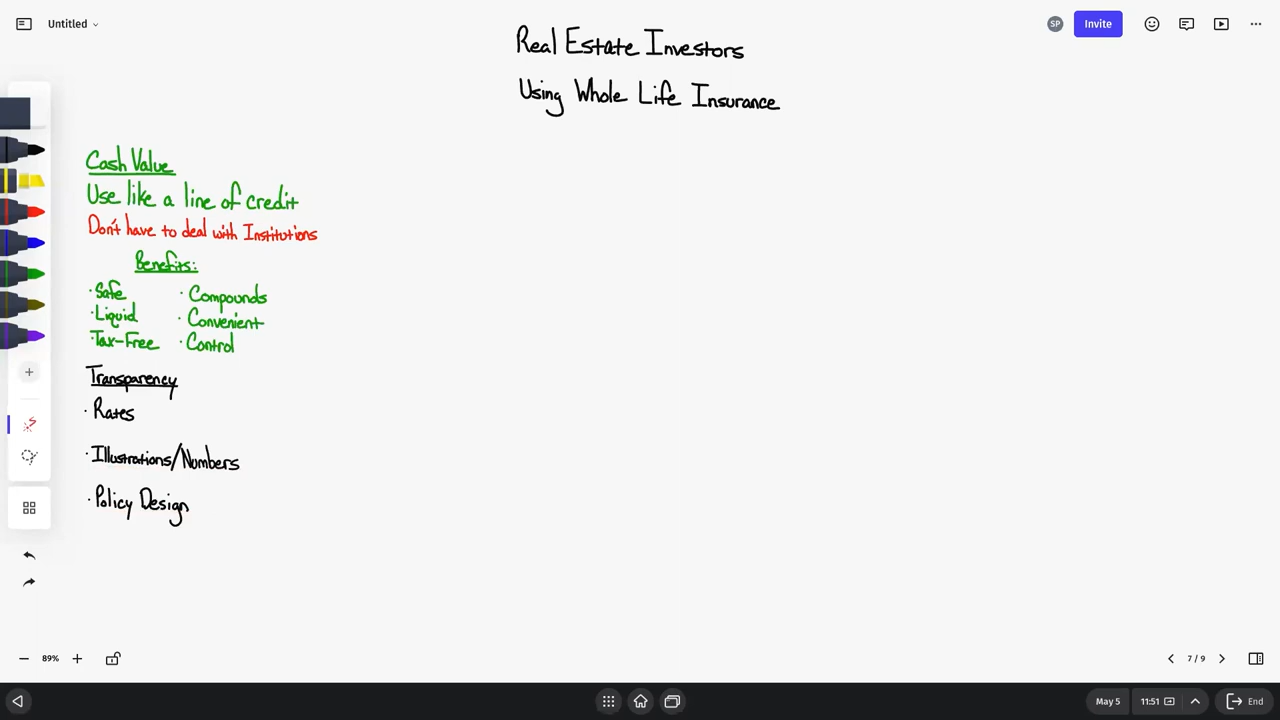 Untitled
SP
Invite
Real Estate Investors
Using Whole Life Insurance
Cash Value
Use like a line of credit
Don't have to deal with Institutions
Benefits:
· Safe · Compounds
· Liquid · Convenient
· Tax-Free · Control
Transparency
· Rates
· Illustrations/Numbers
· Policy Design
89%
7 / 9
May 5
11:51
End